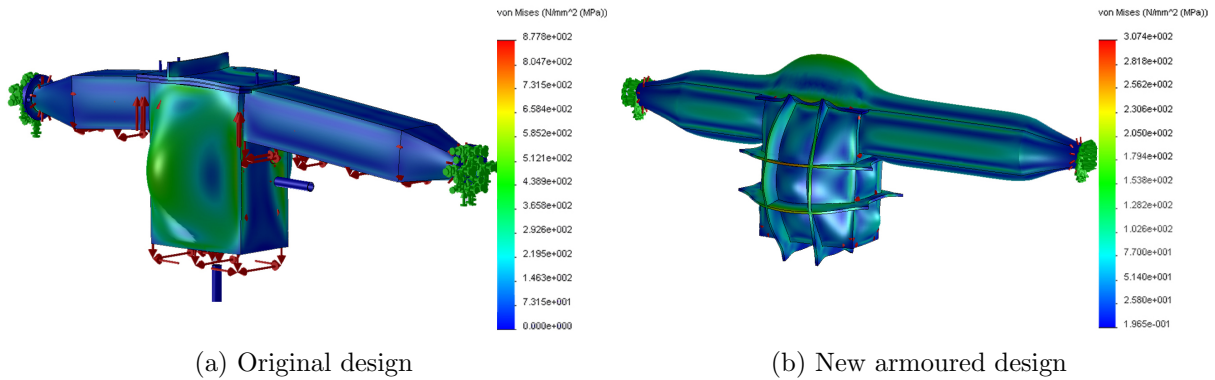 von Mises (N/mm^2 (MPa))
8.778e+002
8.047e+002
7.315e+002
6.584e+002
5.852e+002
5.121e+002
4.389e+002
3.658e+002
2.926e+002
2.195e+002
1.463e+002
7.315e+001
0.000e+000
(a) Original design
von Mises (N/mm^2 (MPa))
3.074e+002
2.818e+002
2.562e+002
2.306e+002
2.050e+002
1.794e+002
1.538e+002
1.282e+002
1.026e+002
7.700e+001
5.140e+001
2.580e+001
1.965e-001
(b) New armoured design